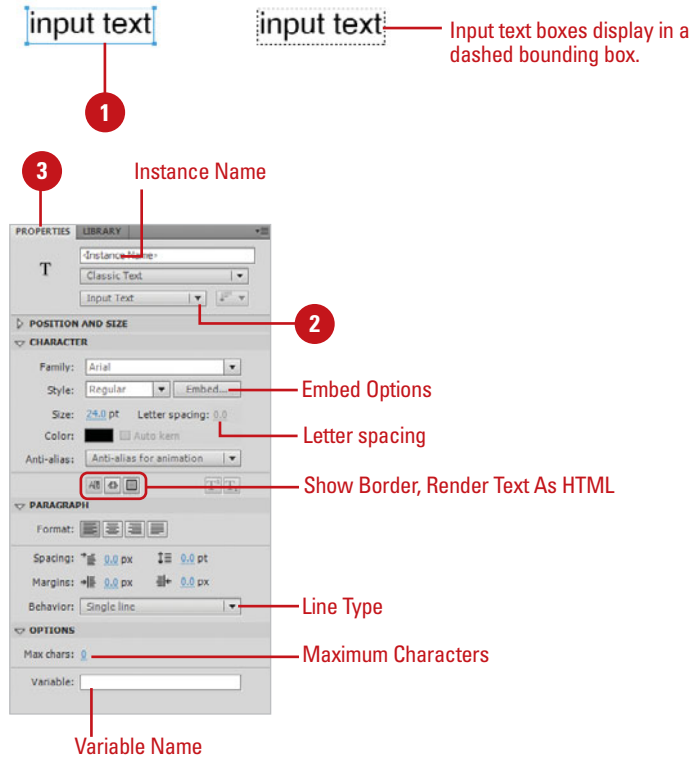 input text
input text
Input text boxes display in a
dashed bounding box.
1
3
Instance Name
PROPERTIES LIBRARY
T
<Instance Name>
Classic Text
Input Text
2
POSITION AND SIZE
CHARACTER
Family: Arial
Style: Regular Embed...
Embed Options
Size: 24.0 pt Letter spacing: 0.0
Letter spacing
Color: Auto kern
Anti-alias: Anti-alias for animation
Show Border, Render Text As HTML
PARAGRAPH
Format:
Spacing: 0.0 px 0.0 pt
Margins: 0.0 px 0.0 px
Behavior: Single line
Line Type
OPTIONS
Max chars: 0
Maximum Characters
Variable:
Variable Name